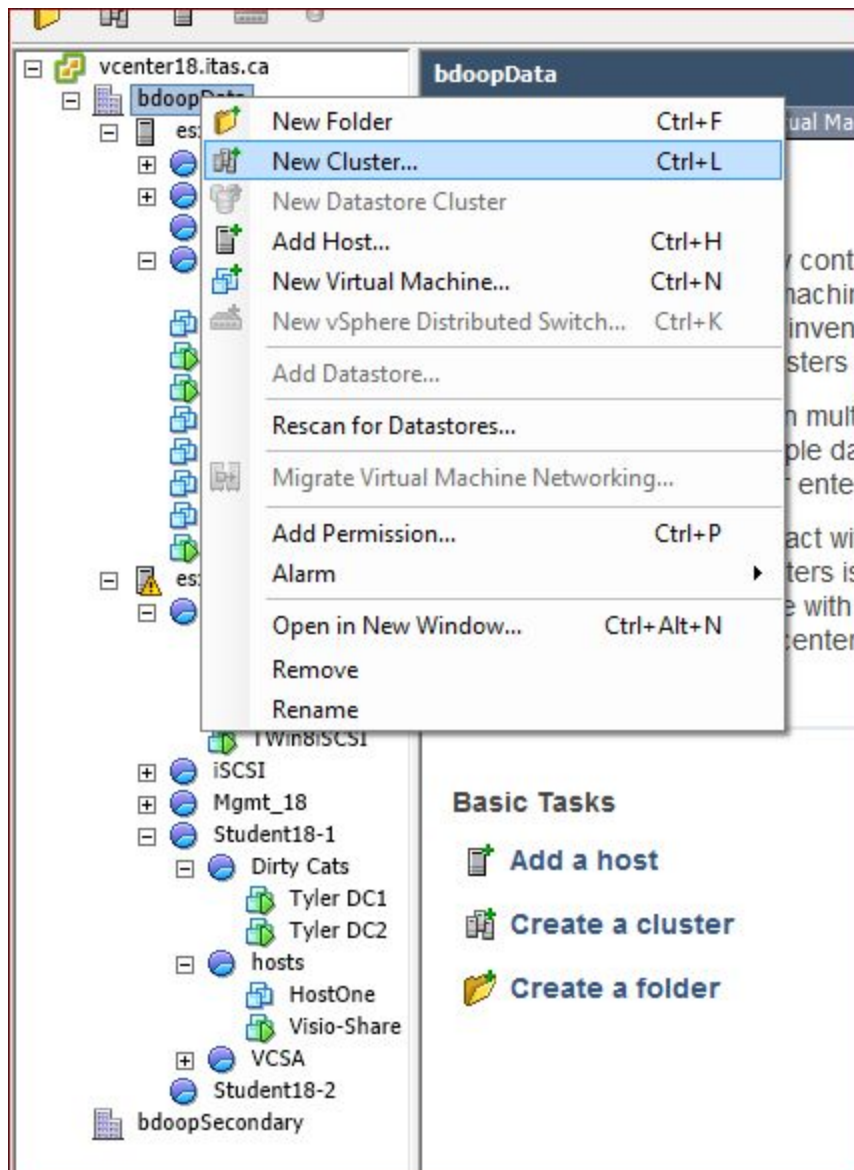 vcenter18.itas.ca
bdoopData
New Folder Ctrl+F
New Cluster... Ctrl+L
New Datastore Cluster
Add Host... Ctrl+H
New Virtual Machine... Ctrl+N
New vSphere Distributed Switch... Ctrl+K
Add Datastore...
Rescan for Datastores...
Migrate Virtual Machine Networking...
Add Permission... Ctrl+P
Alarm
Open in New Window... Ctrl+Alt+N
Remove
Rename
TWin8iSCSI
iSCSI
Mgmt_18
Student18-1
Dirty Cats
Tyler DC1
Tyler DC2
hosts
HostOne
Visio-Share
VCSA
Student18-2
bdoopSecondary
bdoopData
Basic Tasks
Add a host
Create a cluster
Create a folder